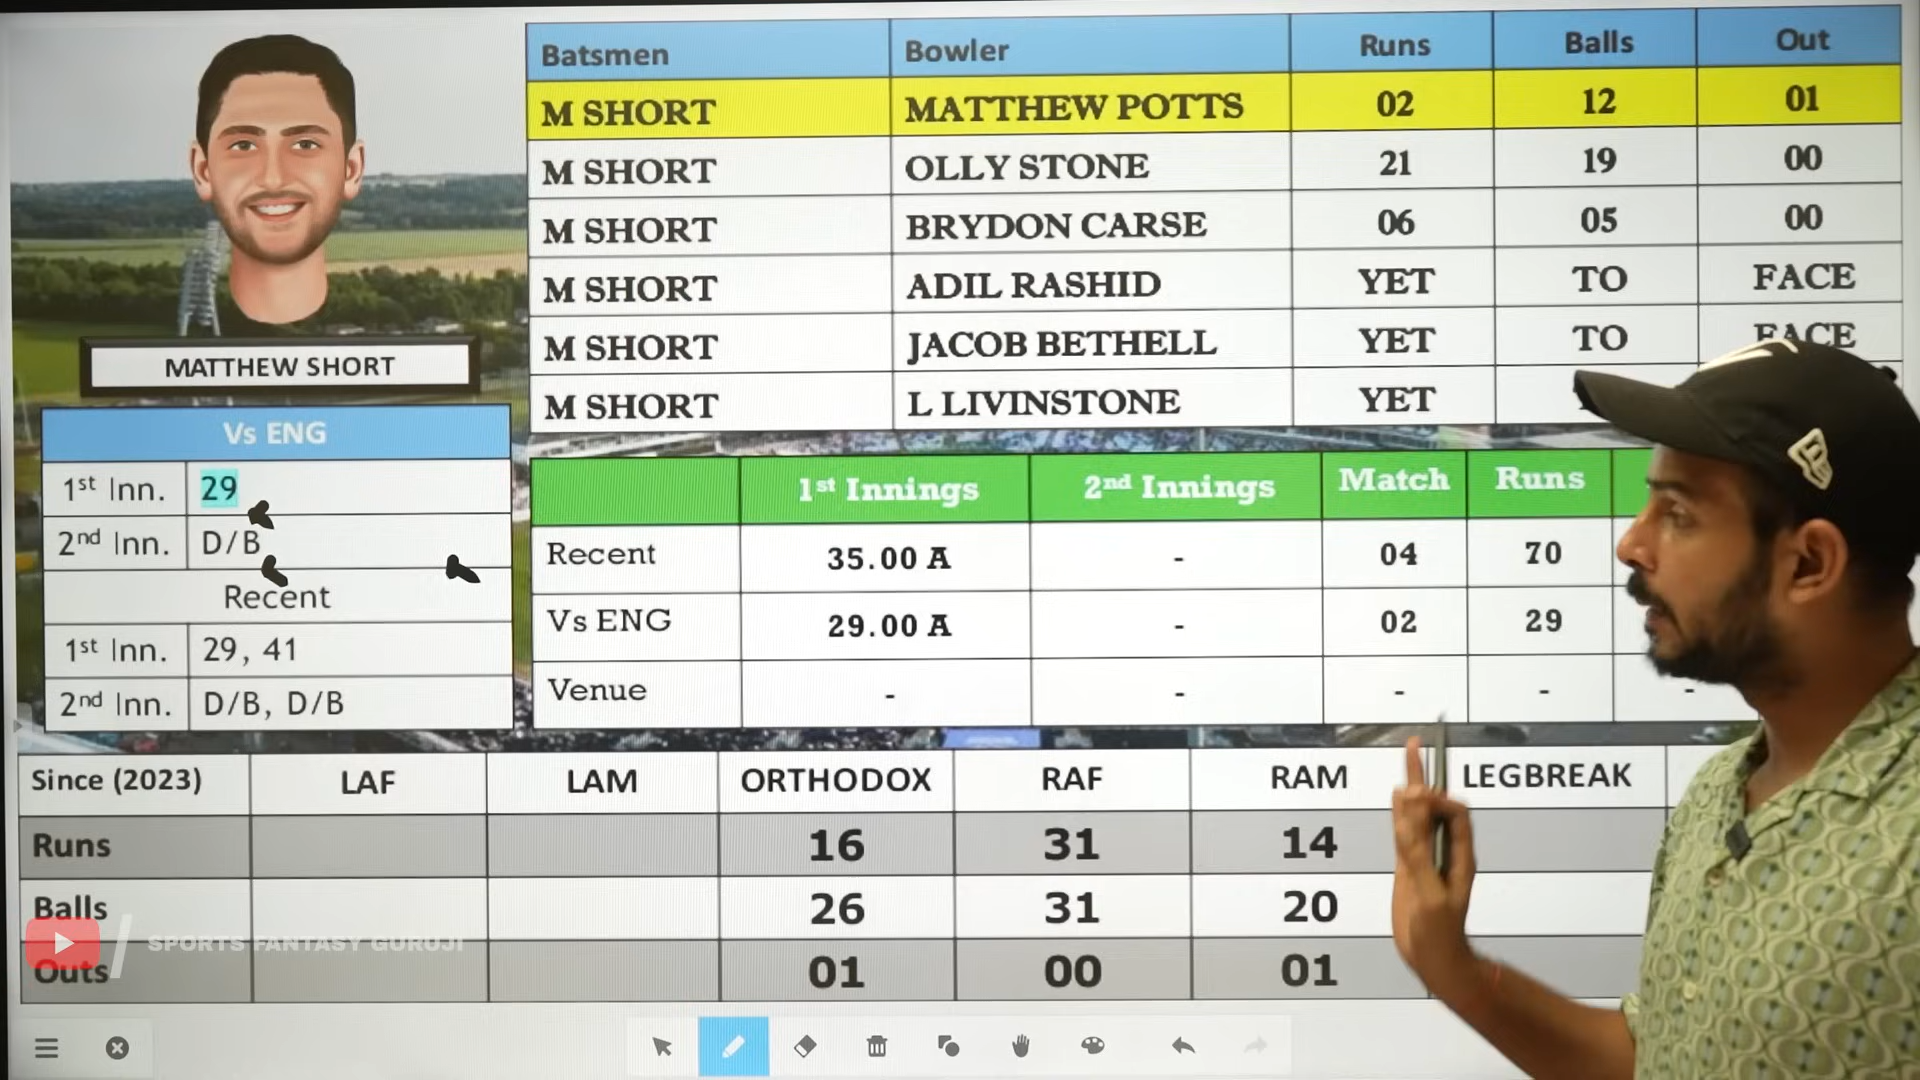 Batsmen Bowler Runs Balls Out
M SHORT MATTHEW POTTS 02 12 01
M SHORT OLLY STONE 21 19 00
M SHORT BRYDON CARSE 06 05 00
M SHORT ADIL RASHID YET TO FACE
M SHORT JACOB BETHELL YET TO FACE
M SHORT L LIVINSTONE YET
MATTHEW SHORT
Vs ENG
1st Inn. 29
2nd Inn. D/B
Recent
1st Inn. 29, 41
2nd Inn. D/B, D/B
1st Innings 2nd Innings Match Runs
Recent 35.00 A - 04 70
Vs ENG 29.00 A - 02 29
Venue - - - - -
Since (2023) LAF LAM ORTHODOX RAF RAM LEGBREAK
Runs 16 31 14
Balls 26 31 20
Outs 01 00 01
SPORTS FANTASY GURUJI